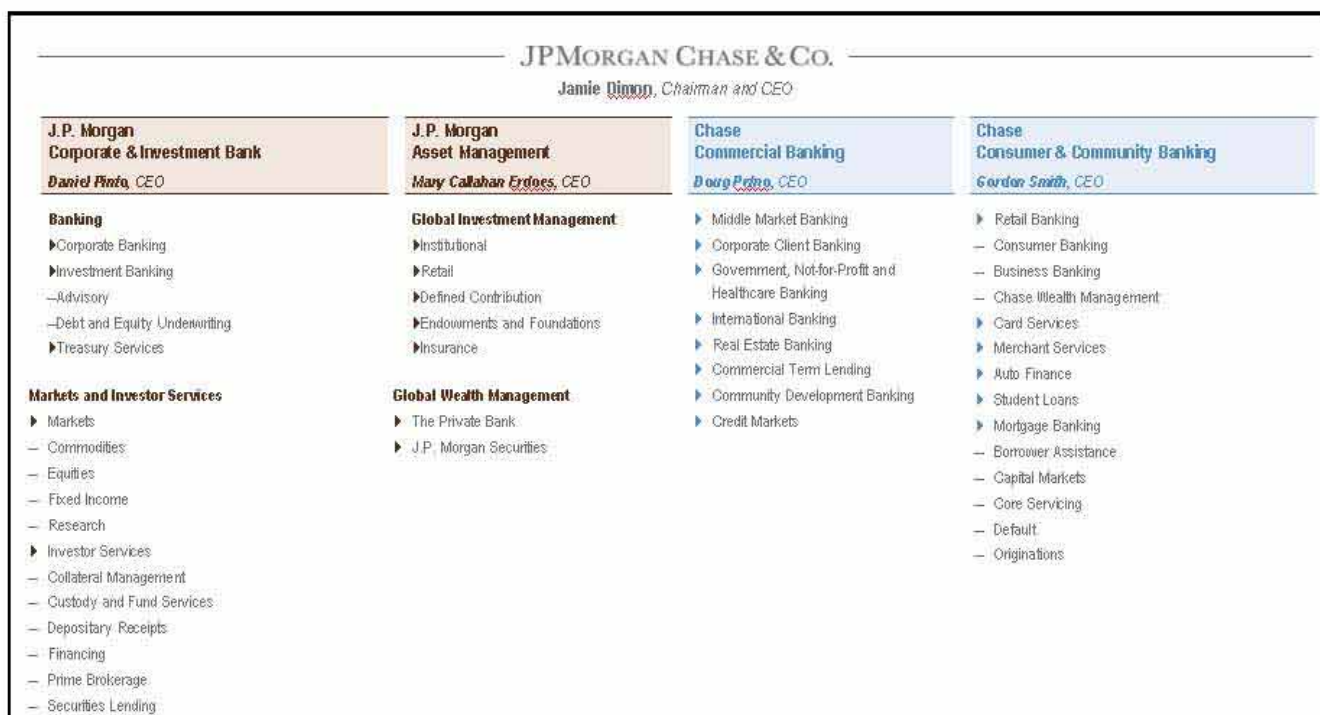 JPMORGAN CHASE & CO.
Jamie Dimon, Chairman and CEO
J.P. Morgan
Corporate & Investment Bank
Daniel Pinto, CEO
Banking
Corporate Banking
Investment Banking
—Advisory
—Debt and Equity Underwriting
Treasury Services
Markets and Investor Services
Markets
— Commodities
— Equities
— Fixed Income
— Research
Investor Services
— Collateral Management
— Custody and Fund Services
— Depositary Receipts
— Financing
— Prime Brokerage
— Securities Lending
J.P. Morgan
Asset Management
Mary Callahan Erdoes, CEO
Global Investment Management
Institutional
Retail
Defined Contribution
Endowments and Foundations
Insurance
Global Wealth Management
The Private Bank
J.P. Morgan Securities
Chase
Commercial Banking
Doug Petno, CEO
Middle Market Banking
Corporate Client Banking
Government, Not-for-Profit and
Healthcare Banking
International Banking
Real Estate Banking
Commercial Term Lending
Community Development Banking
Credit Markets
Chase
Consumer & Community Banking
Gordon Smith, CEO
Retail Banking
— Consumer Banking
— Business Banking
— Chase Wealth Management
Card Services
Merchant Services
Auto Finance
Student Loans
Mortgage Banking
— Borrower Assistance
— Capital Markets
— Core Servicing
— Default
— Originations